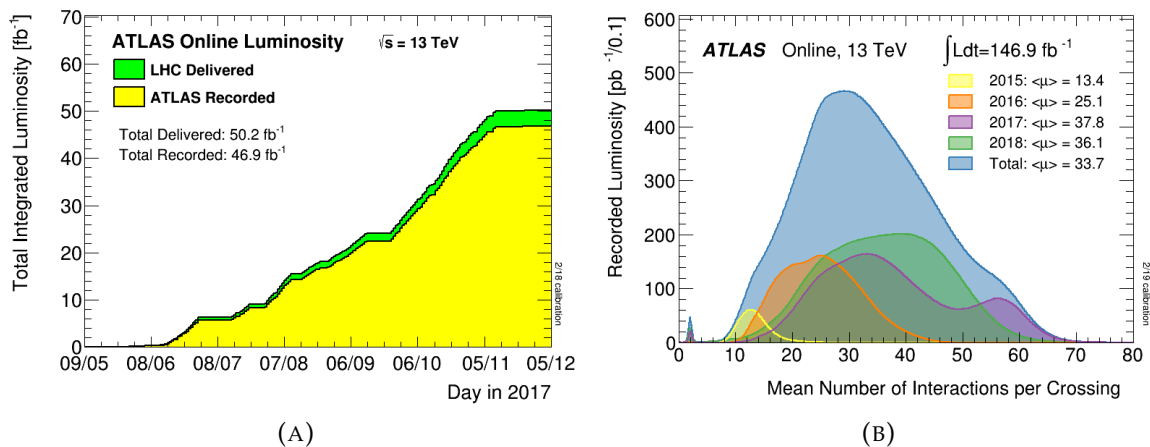 Total Integrated Luminosity [fb⁻¹]
70
60
50
40
30
20
10
0
ATLAS Online Luminosity √s = 13 TeV
LHC Delivered
ATLAS Recorded
Total Delivered: 50.2 fb⁻¹
Total Recorded: 46.9 fb⁻¹
2/18 calibration
09/05 08/06 08/07 07/08 06/09 06/10 05/11 05/12
Day in 2017
(A)
Recorded Luminosity [pb⁻¹/0.1]
600
500
400
300
200
100
0
ATLAS Online, 13 TeV ∫Ldt=146.9 fb⁻¹
2015: <μ> = 13.4
2016: <μ> = 25.1
2017: <μ> = 37.8
2018: <μ> = 36.1
Total: <μ> = 33.7
2/19 calibration
0 10 20 30 40 50 60 70 80
Mean Number of Interactions per Crossing
(B)